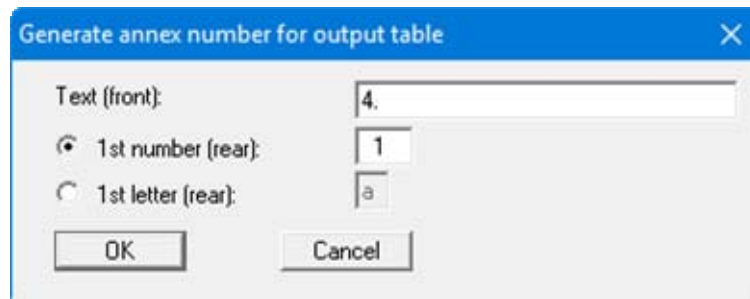 Generate annex number for output table
Text (front): 4.
1st number (rear): 1
1st letter (rear): a
OK Cancel